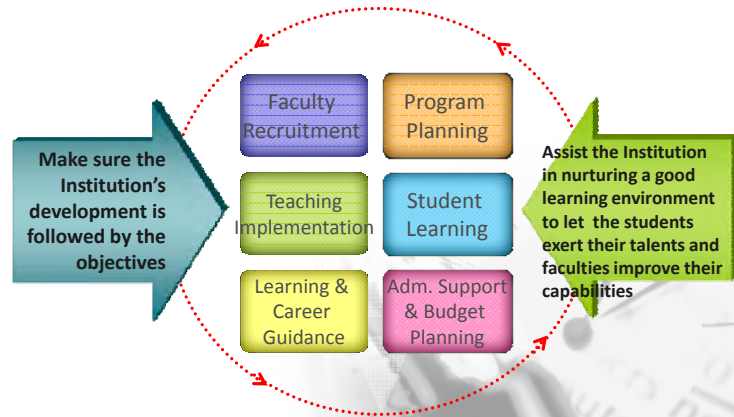 Make sure the
Institution's
development is
followed by the
objectives
Faculty
Recruitment
Program
Planning
Teaching
Implementation
Student
Learning
Learning &
Career
Guidance
Adm. Support
& Budget
Planning
Assist the Institution
in nurturing a good
learning environment
to let the students
exert their talents and
faculties improve their
capabilities